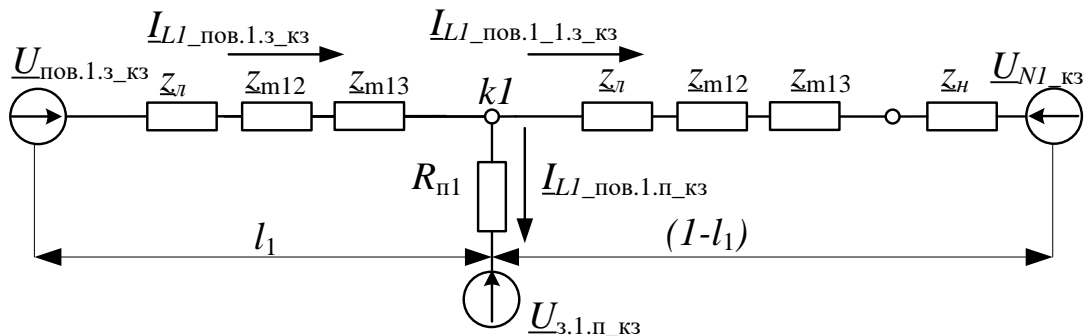 I_L1_пов.1.з_кз I_L1_пов.1_1.з_кз
U_пов.1.з_кз z_л z_m12 z_m13 k1 z_л z_m12 z_m13 z_н U_N1_кз
R_п1 I_L1_пов.1.п_кз
l_1 (1-l_1)
U_з.1.п_кз